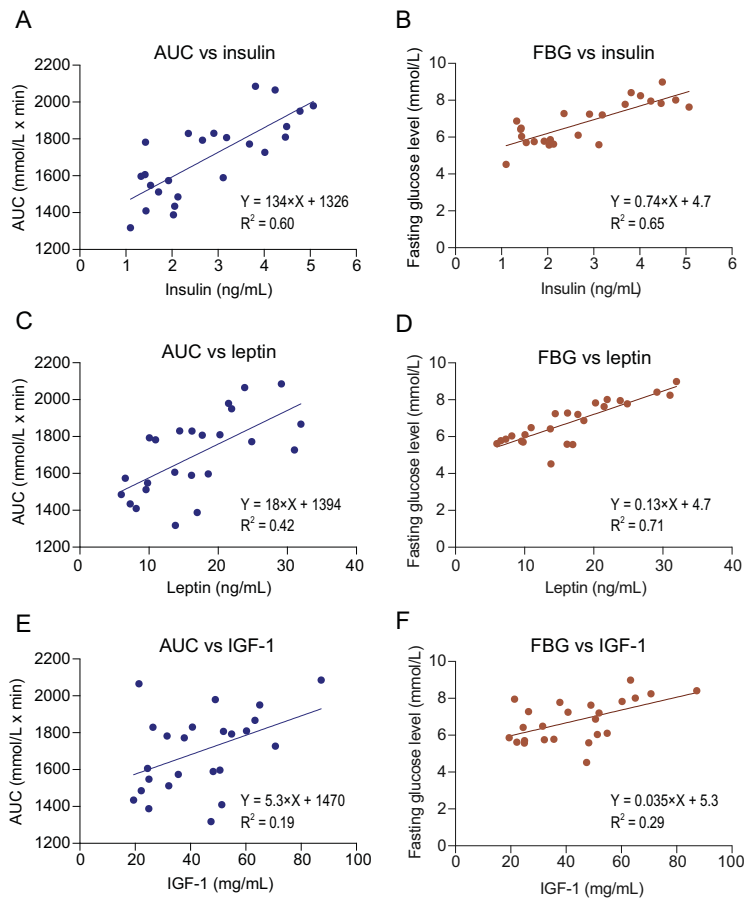 A
AUC vs insulin
AUC (mmol/L x min)
2200
2000
1800
1600
1400
1200
0 1 2 3 4 5 6
Insulin (ng/mL)
Y = 134×X + 1326
R² = 0.60
B
FBG vs insulin
Fasting glucose level (mmol/L)
10
8
6
4
2
0
0 1 2 3 4 5 6
Insulin (ng/mL)
Y = 0.74×X + 4.7
R² = 0.65
C
AUC vs leptin
AUC (mmol/L x min)
2200
2000
1800
1600
1400
1200
0 10 20 30 40
Leptin (ng/mL)
Y = 18×X + 1394
R² = 0.42
D
FBG vs leptin
Fasting glucose level (mmol/L)
10
8
6
4
2
0
0 10 20 30 40
Leptin (ng/mL)
Y = 0.13×X + 4.7
R² = 0.71
E
AUC vs IGF-1
AUC (mmol/L x min)
2200
2000
1800
1600
1400
1200
0 20 40 60 80 100
IGF-1 (mg/mL)
Y = 5.3×X + 1470
R² = 0.19
F
FBG vs IGF-1
Fasting glucose level (mmol/L)
10
8
6
4
2
0
0 20 40 60 80 100
IGF-1 (mg/mL)
Y = 0.035×X + 5.3
R² = 0.29